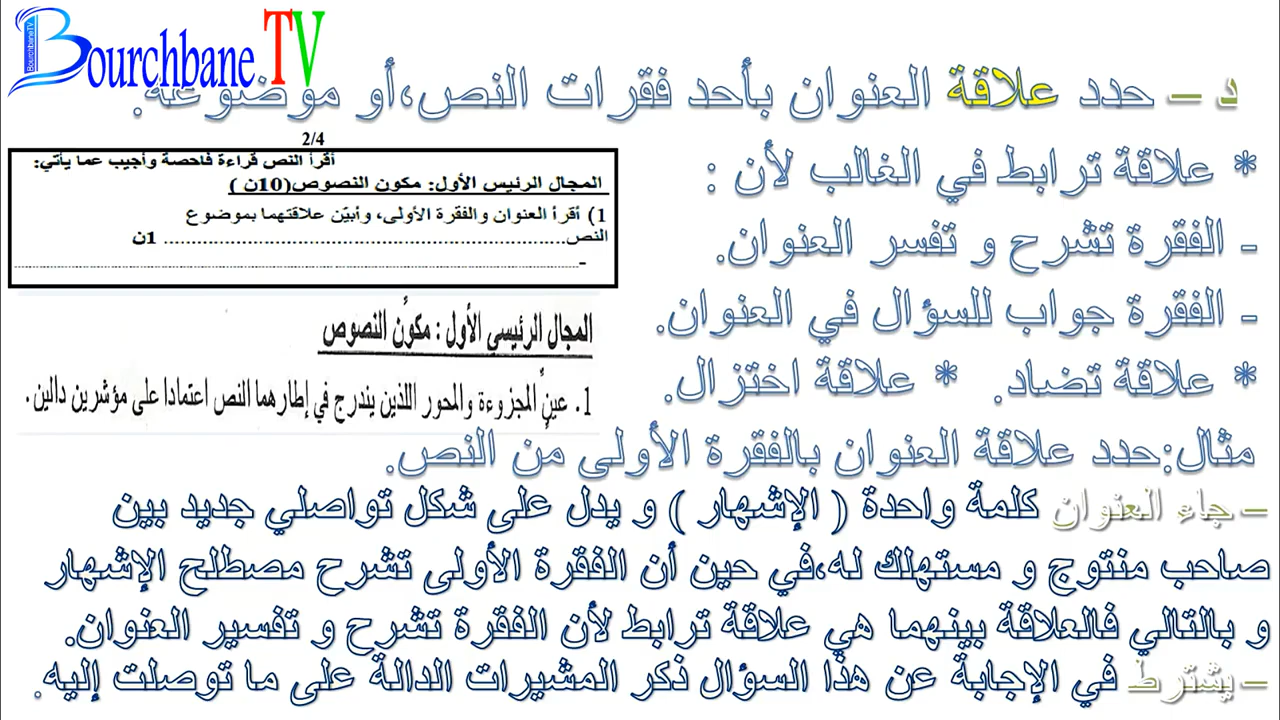 Bourchbane TV
د – حدد علاقة العنوان بأحد فقرات النص،أو موضوعه.
2/4
أقرأ النص قراءة فاحصة وأجيب عما يأتي:
المجال الرئيس الأول: مكون النصوص(10ن )
1) أقرأ العنوان والفقرة الأولى، وأبيّن علاقتهما بموضوع
النص........................................................... 1ن
-...........................................................
المجال الرئيسي الأول : مكوّن النصوص
1. عيّنِ المجزوءة والمحور اللذين يندرج في إطارهما النص اعتمادا على مؤشرين دالين .
* علاقة ترابط في الغالب لأن :
- الفقرة تشرح و تفسر العنوان.
- الفقرة جواب للسؤال في العنوان.
* علاقة تضاد. * علاقة اختزال.
مثال:حدد علاقة العنوان بالفقرة الأولى من النص.
– جاء العنوان كلمة واحدة ( الإشهار ) و يدل على شكل تواصلي جديد بين
صاحب منتوج و مستهلك له،في حين أن الفقرة الأولى تشرح مصطلح الإشهار
و بالتالي فالعلاقة بينهما هي علاقة ترابط لأن الفقرة تشرح و تفسير العنوان.
– يشترط في الإجابة عن هذا السؤال ذكر المشيرات الدالة على ما توصلت إليه.